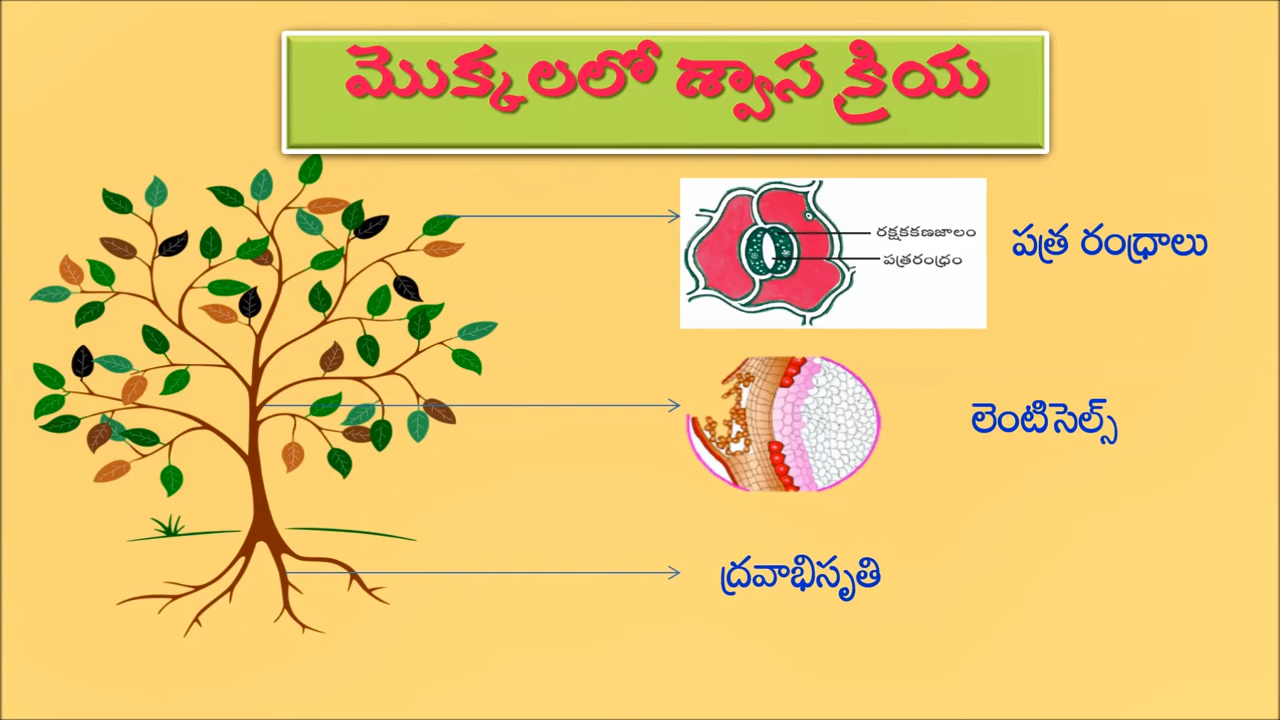 మొక్కలలో శ్వాస క్రియ
రక్షకకణజాలం
పత్రరంధ్రం
పత్ర రంధ్రాలు
లెంటిసెల్స్
ద్రవాభిసృతి